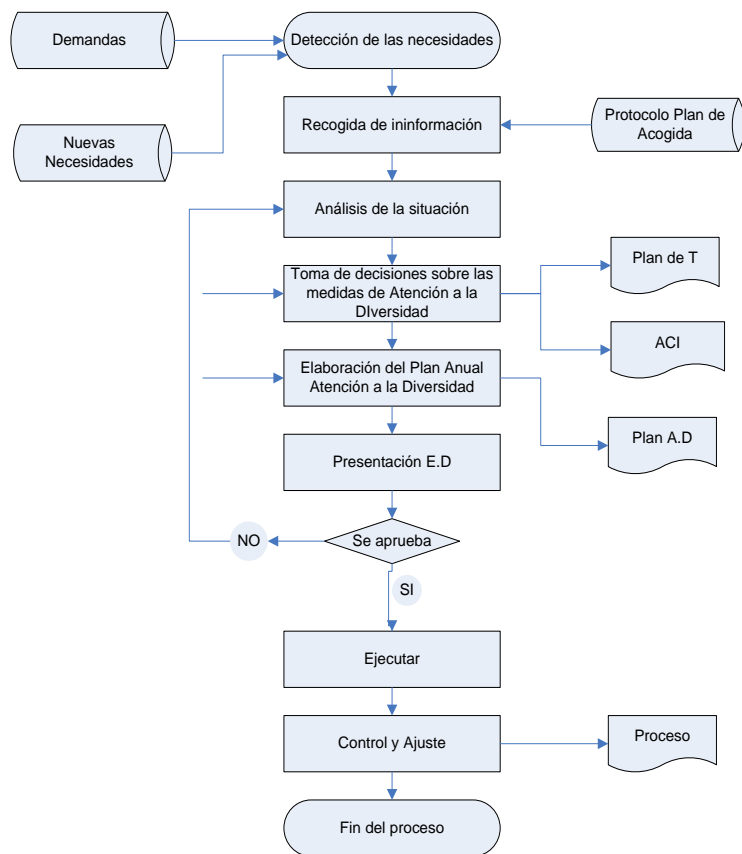 Demandas
Detección de las necesidades
Nuevas
Necesidades
Recogida de ininformación
Protocolo Plan de
Acogida
Análisis de la situación
Toma de decisiones sobre las
medidas de Atención a la
DIversidad
Plan de T
ACI
Elaboración del Plan Anual
Atención a la Diversidad
Plan A.D
Presentación E.D
Se aprueba
NO
SI
Ejecutar
Control y Ajuste
Proceso
Fin del proceso